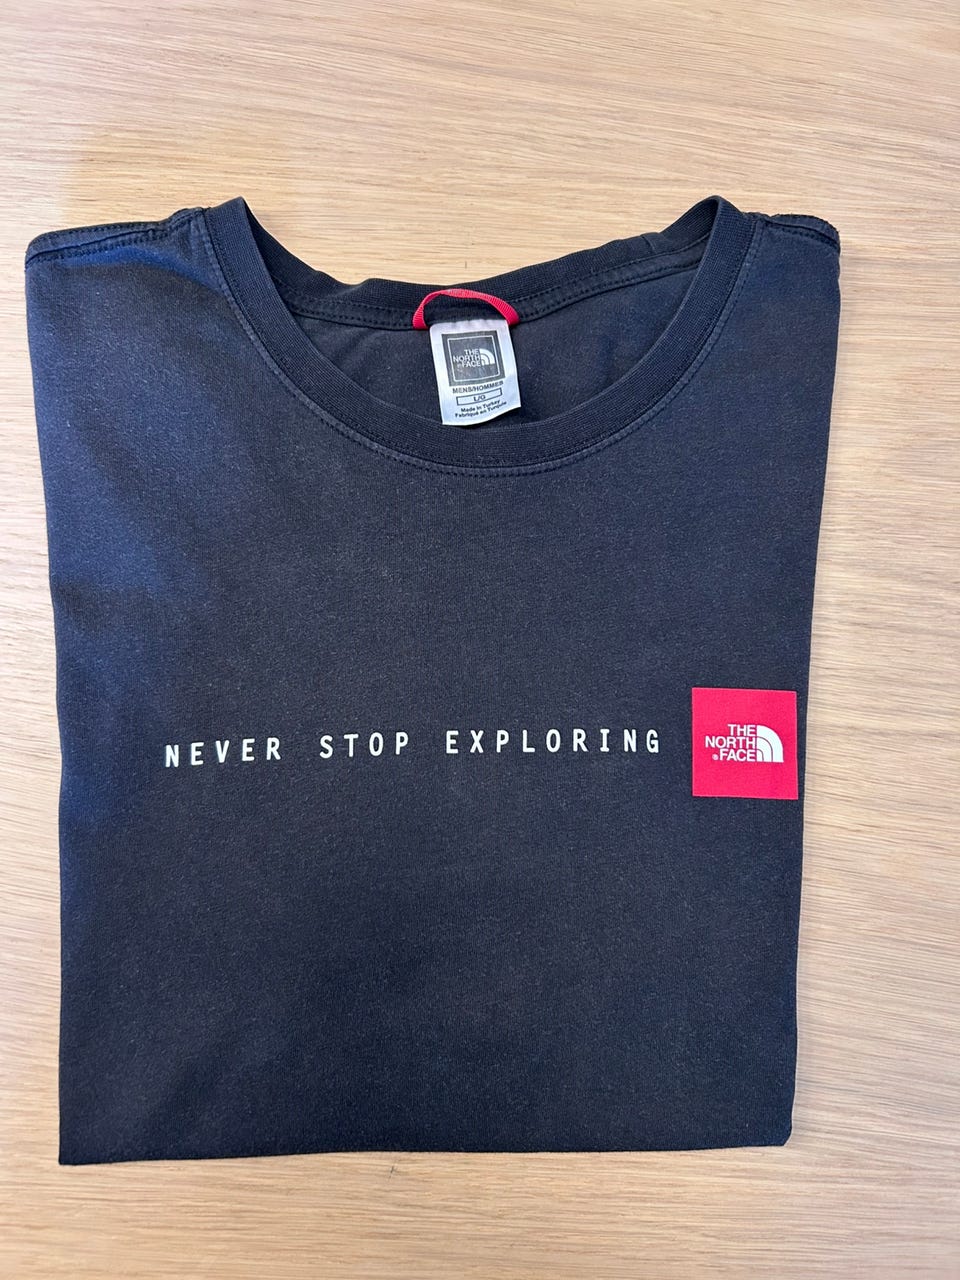 THE
NORTH
FACE
MENS/HOMMES
L/G
Made in Turkey
Fabriqué en Turquie
NEVER STOP EXPLORING
THE
NORTH
®FACE